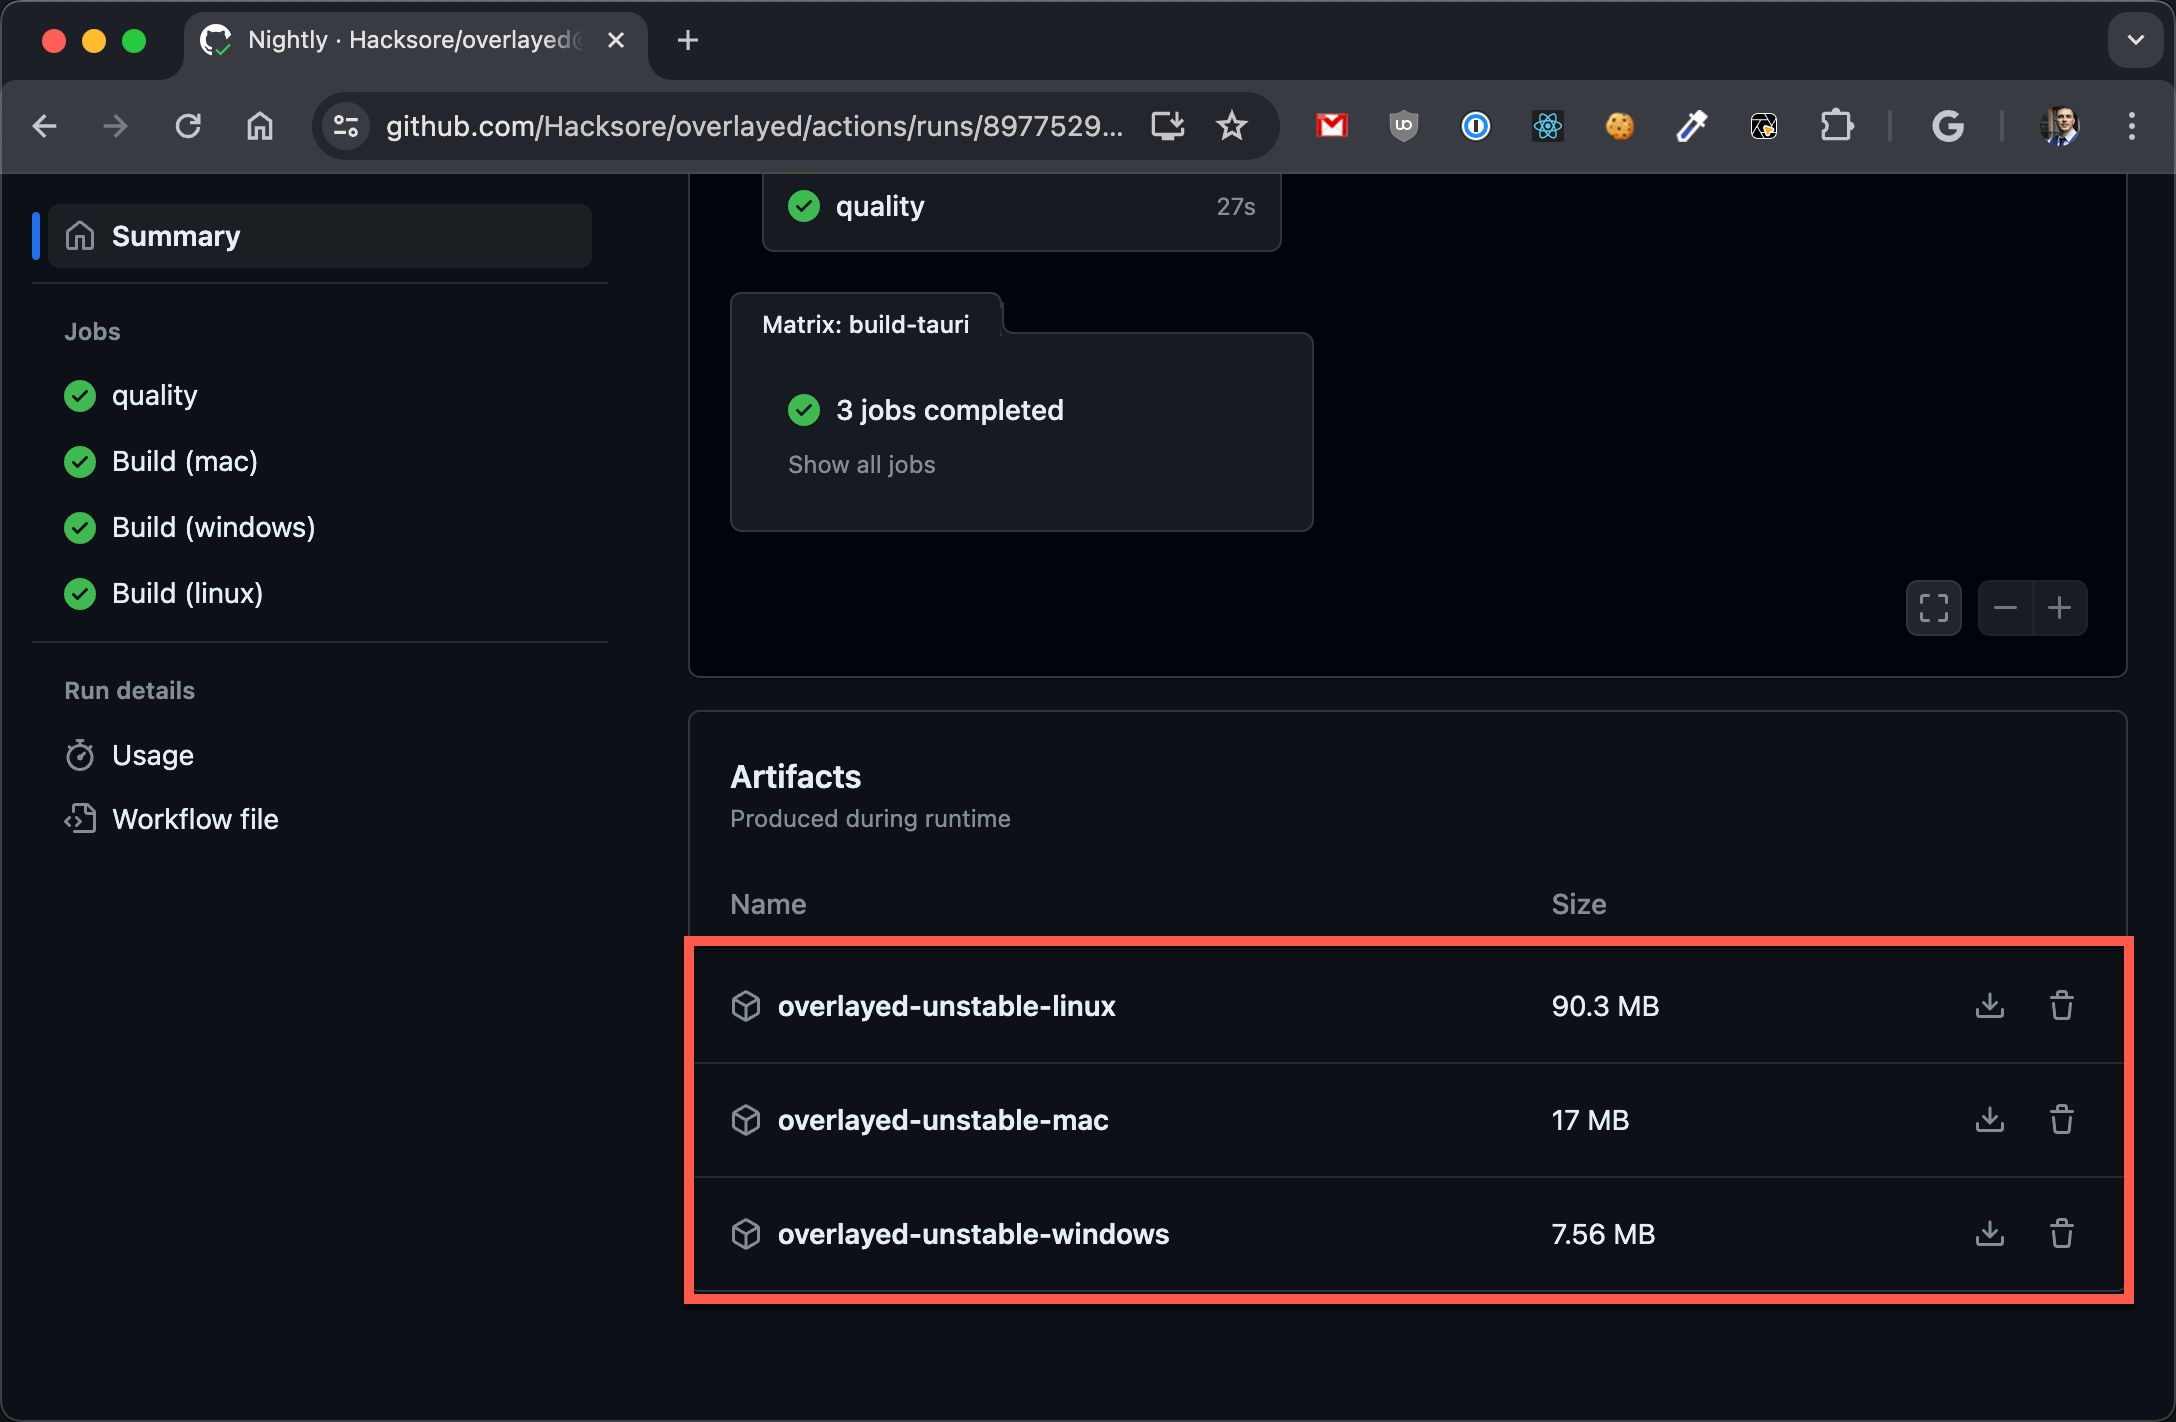 Nightly · Hacksore/overlayed
github.com/Hacksore/overlayed/actions/runs/8977529...
Summary
Jobs
quality
Build (mac)
Build (windows)
Build (linux)
Run details
Usage
Workflow file
quality 27s
Matrix: build-tauri
3 jobs completed
Show all jobs
Artifacts
Produced during runtime
Name Size
overlayed-unstable-linux 90.3 MB
overlayed-unstable-mac 17 MB
overlayed-unstable-windows 7.56 MB